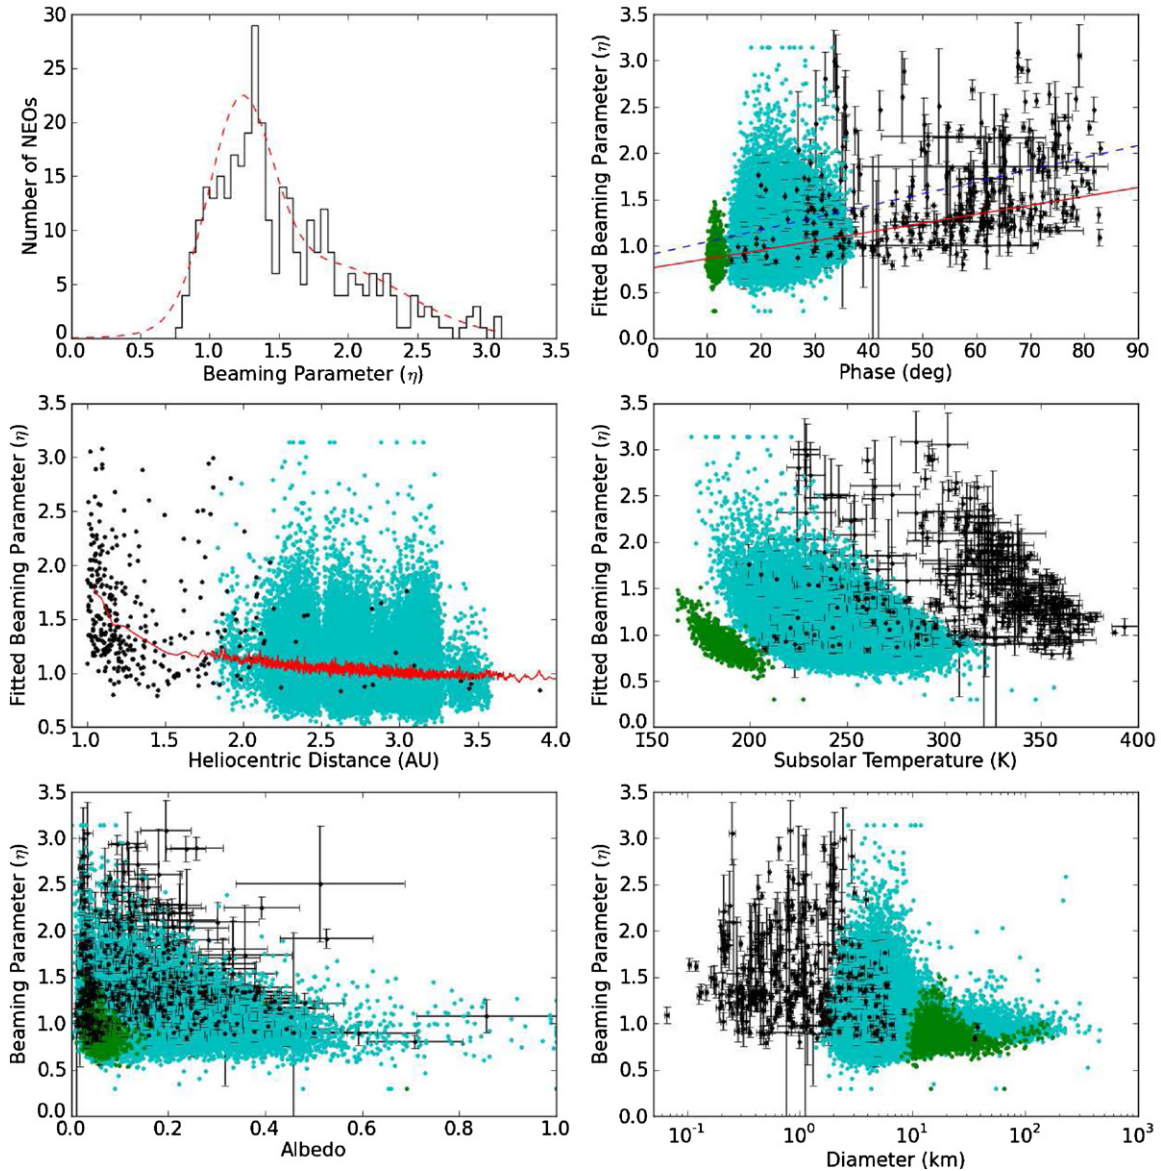 30
25
20
15
10
5
0
Number of NEOs
0.0 0.5 1.0 1.5 2.0 2.5 3.0 3.5
Beaming Parameter (η)
3.5
3.0
2.5
2.0
1.5
1.0
0.5
0.0
Fitted Beaming Parameter (η)
0 10 20 30 40 50 60 70 80 90
Phase (deg)
3.5
3.0
2.5
2.0
1.5
1.0
0.5
Fitted Beaming Parameter (η)
1.0 1.5 2.0 2.5 3.0 3.5 4.0
Heliocentric Distance (AU)
3.5
3.0
2.5
2.0
1.5
1.0
0.5
0.0
Fitted Beaming Parameter (η)
150 200 250 300 350 400
Subsolar Temperature (K)
3.5
3.0
2.5
2.0
1.5
1.0
0.5
0.0
Beaming Parameter (η)
0.0 0.2 0.4 0.6 0.8 1.0
Albedo
3.5
3.0
2.5
2.0
1.5
1.0
0.5
0.0
Beaming Parameter (η)
10⁻¹ 10⁰ 10¹ 10² 10³
Diameter (km)